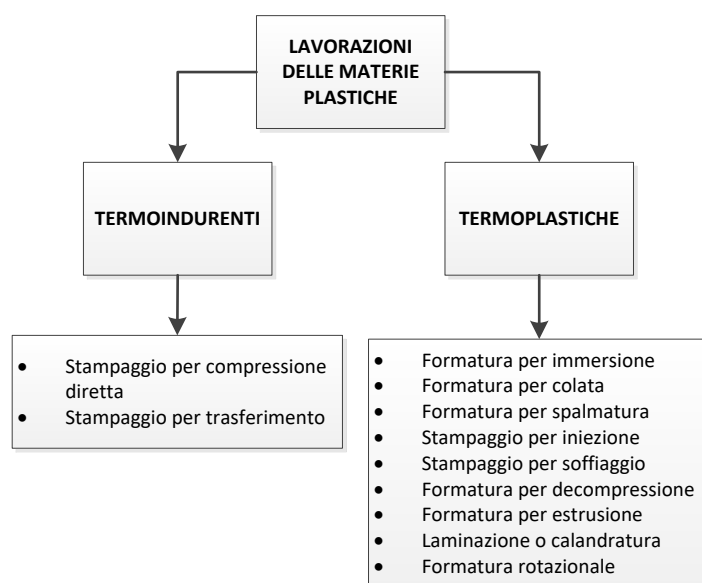 LAVORAZIONI
DELLE MATERIE
PLASTICHE
TERMOINDURENTI
TERMOPLASTICHE
• Stampaggio per compressione
diretta
• Stampaggio per trasferimento
• Formatura per immersione
• Formatura per colata
• Formatura per spalmatura
• Stampaggio per iniezione
• Stampaggio per soffiaggio
• Formatura per decompressione
• Formatura per estrusione
• Laminazione o calandratura
• Formatura rotazionale